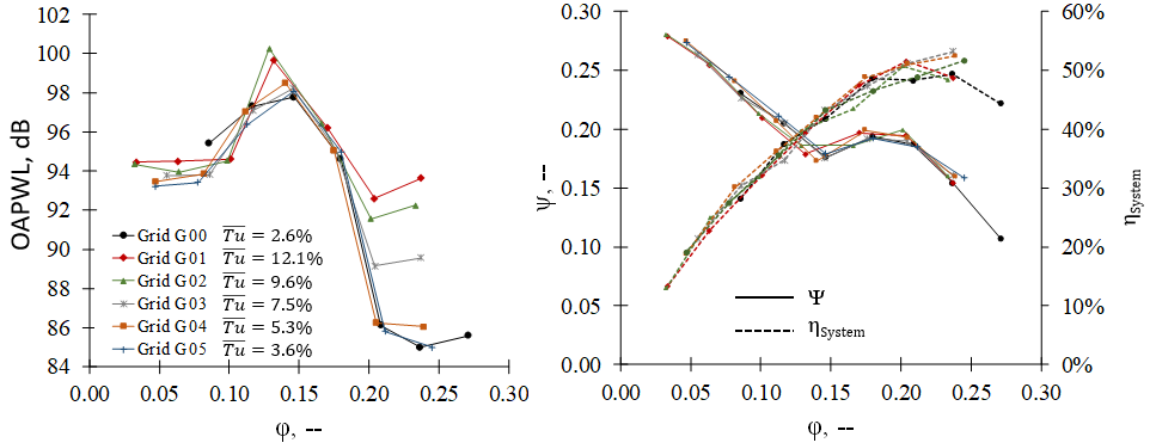 OAPWL, dB
102
100
98
96
94
92
90
88
86
84
0.00 0.05 0.10 0.15 0.20 0.25 0.30
φ, --
Grid G00 Tu = 2.6%
Grid G01 Tu = 12.1%
Grid G02 Tu = 9.6%
Grid G03 Tu = 7.5%
Grid G04 Tu = 5.3%
Grid G05 Tu = 3.6%
Ψ, --
0.30
0.25
0.20
0.15
0.10
0.05
0.00
0.00 0.05 0.10 0.15 0.20 0.25 0.30
φ, --
Ψ
ηSystem
60%
50%
40%
30%
20%
10%
0%
ηSystem